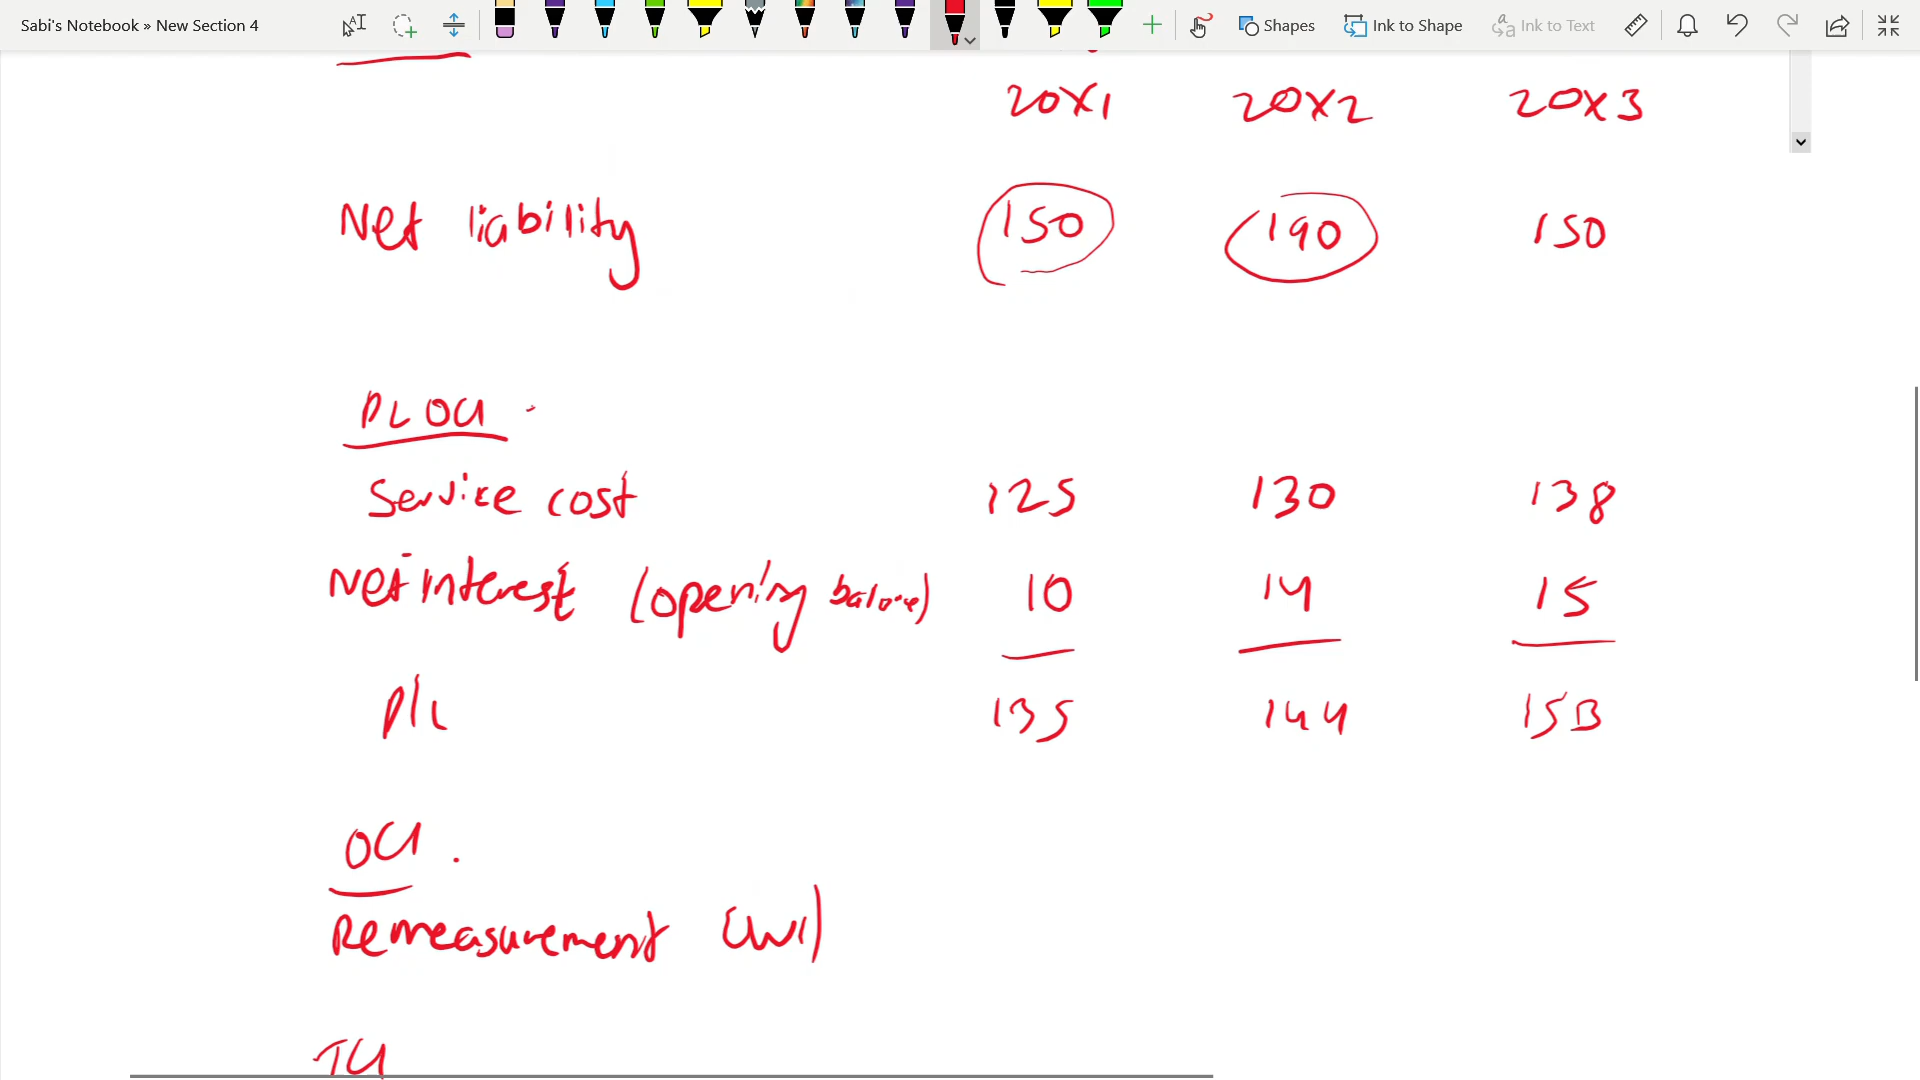 Sabi's Notebook » New Section 4
Shapes Ink to Shape Ink to Text
20X1 20X2 20X3
Net liability 150 190 150
PLOCI
Service cost 125 130 138
Net interest (opening balance) 10 14 15
P/L 135 144 153
OCI.
Remeasurement (W1)
TCI